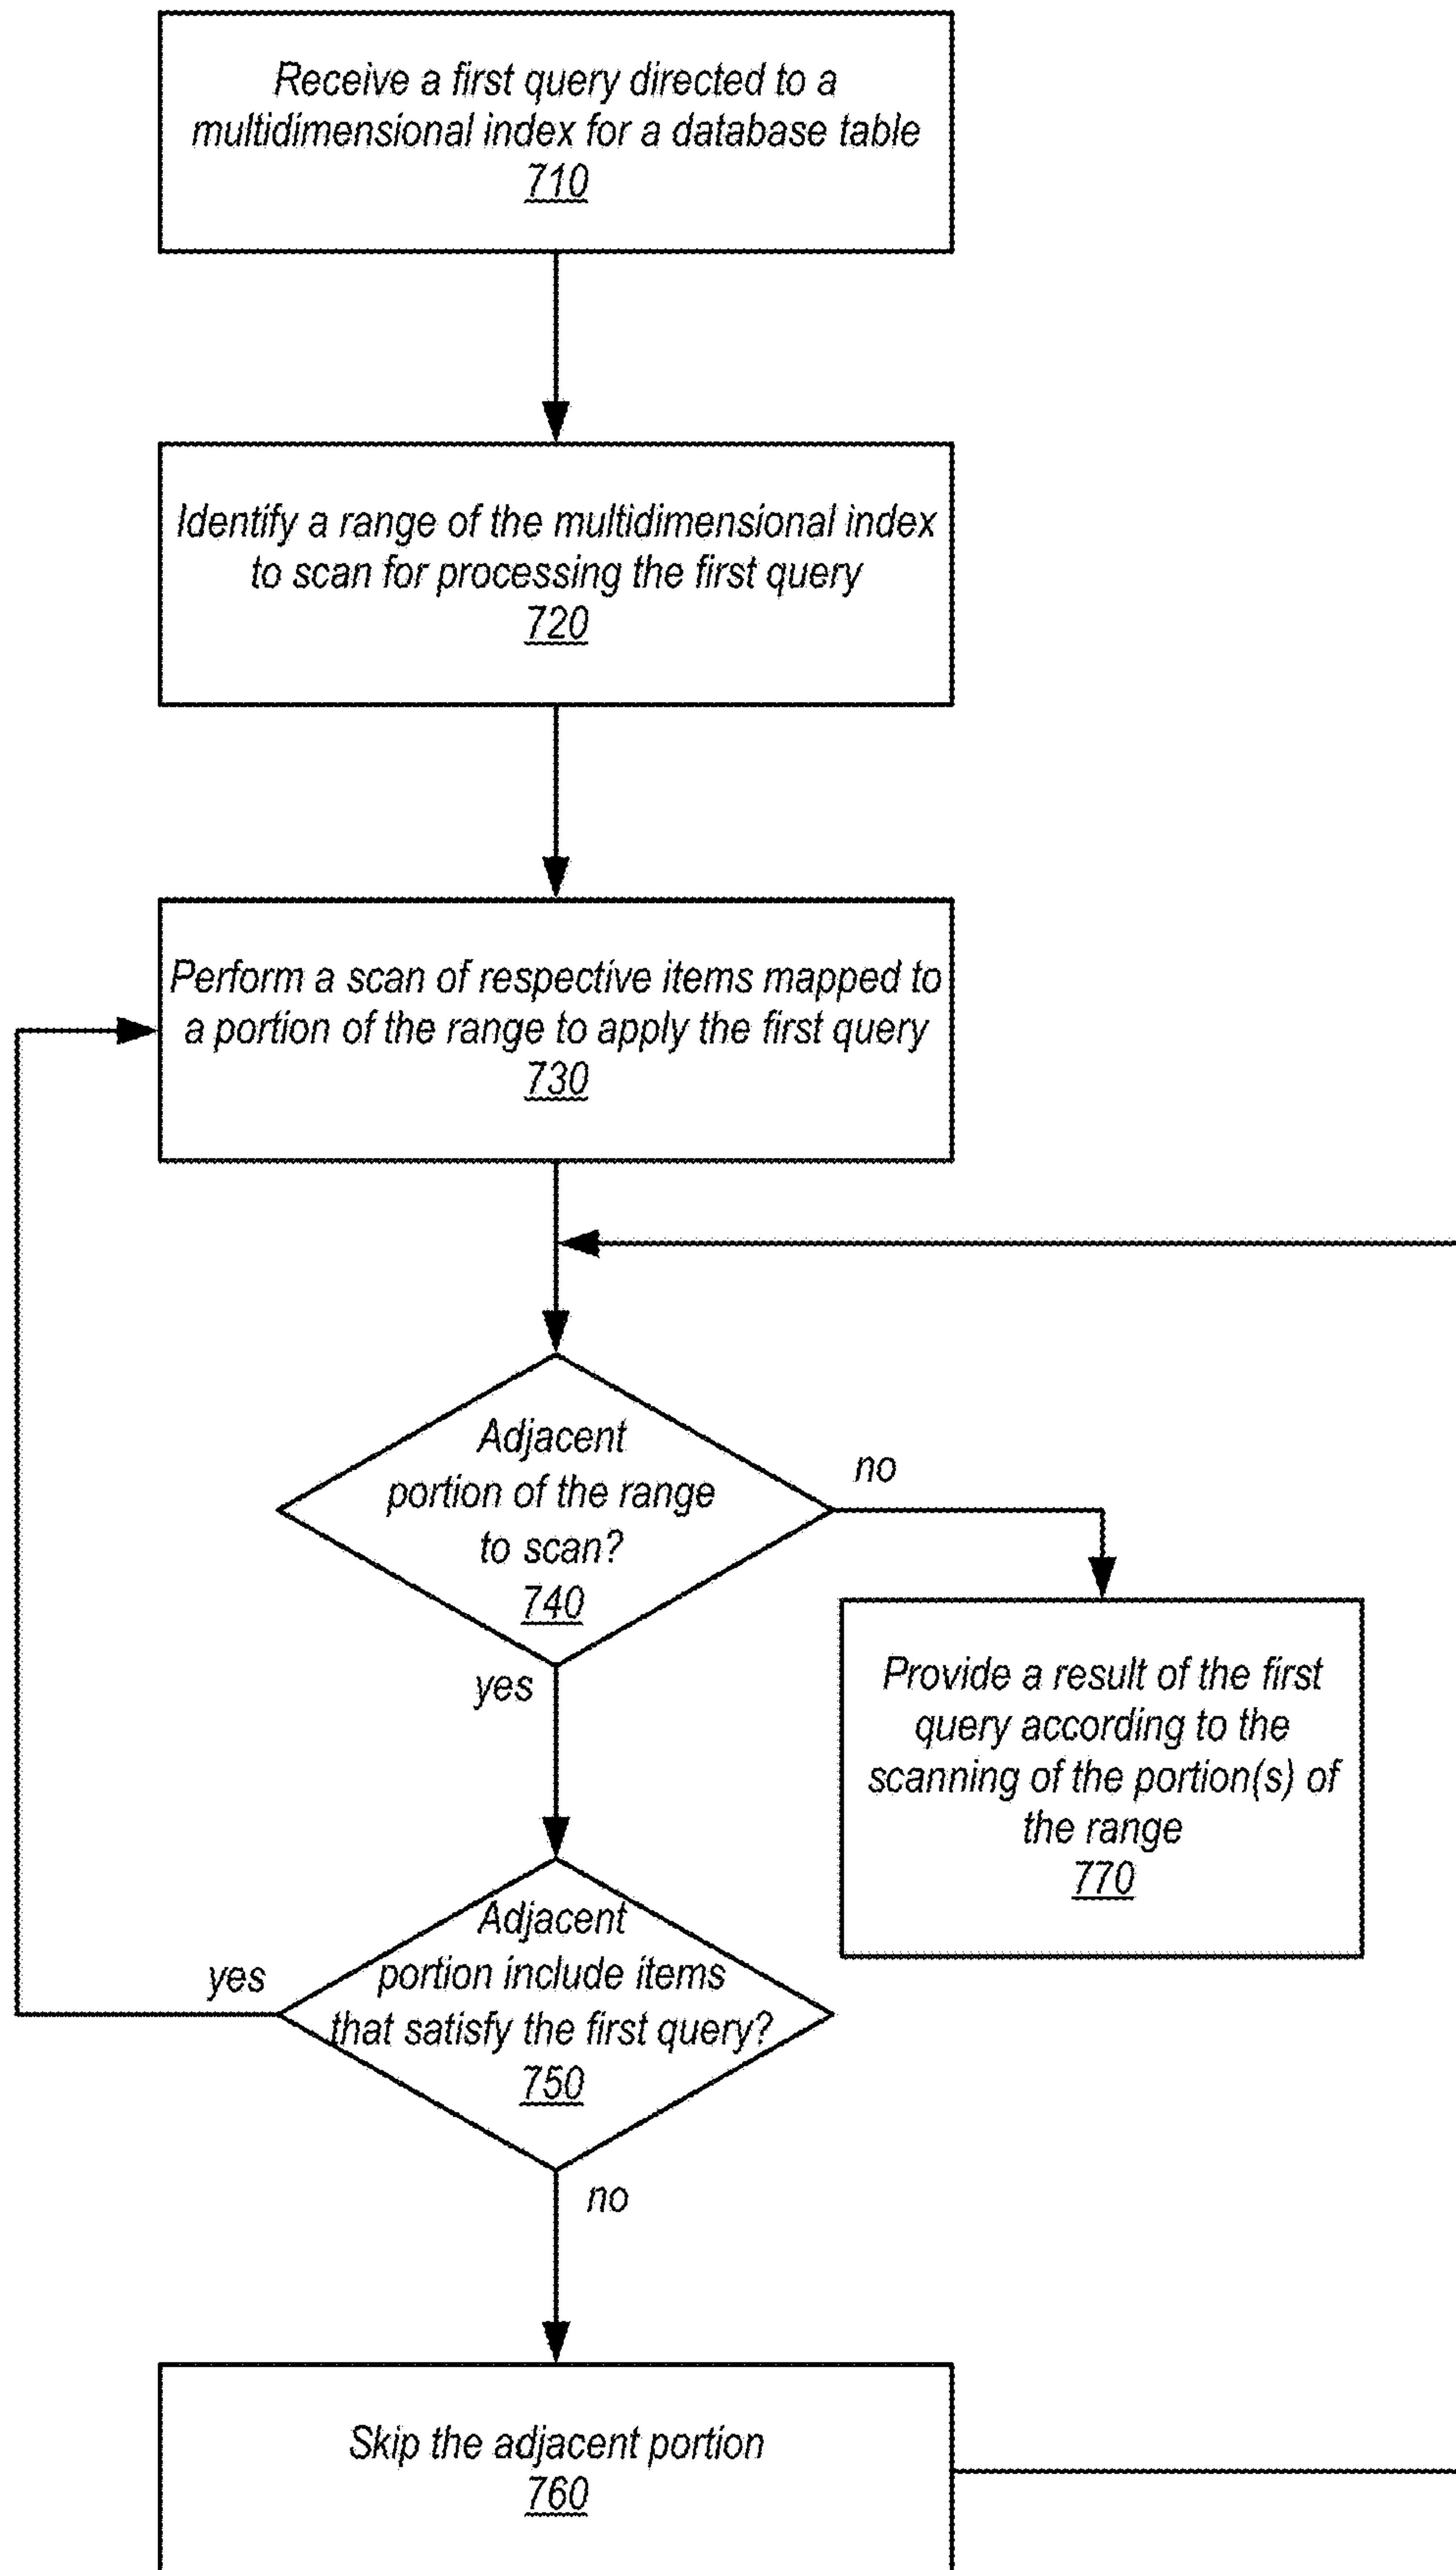 Receive a first query directed to a
multidimensional index for a database table
710
Identify a range of the multidimensional index
to scan for processing the first query
720
Perform a scan of respective items mapped to
a portion of the range to apply the first query
730
Adjacent
portion of the range
to scan?
740
no
yes
Provide a result of the first
query according to the
scanning of the portion(s) of
the range
770
Adjacent
portion include items
that satisfy the first query?
750
yes
no
Skip the adjacent portion
760